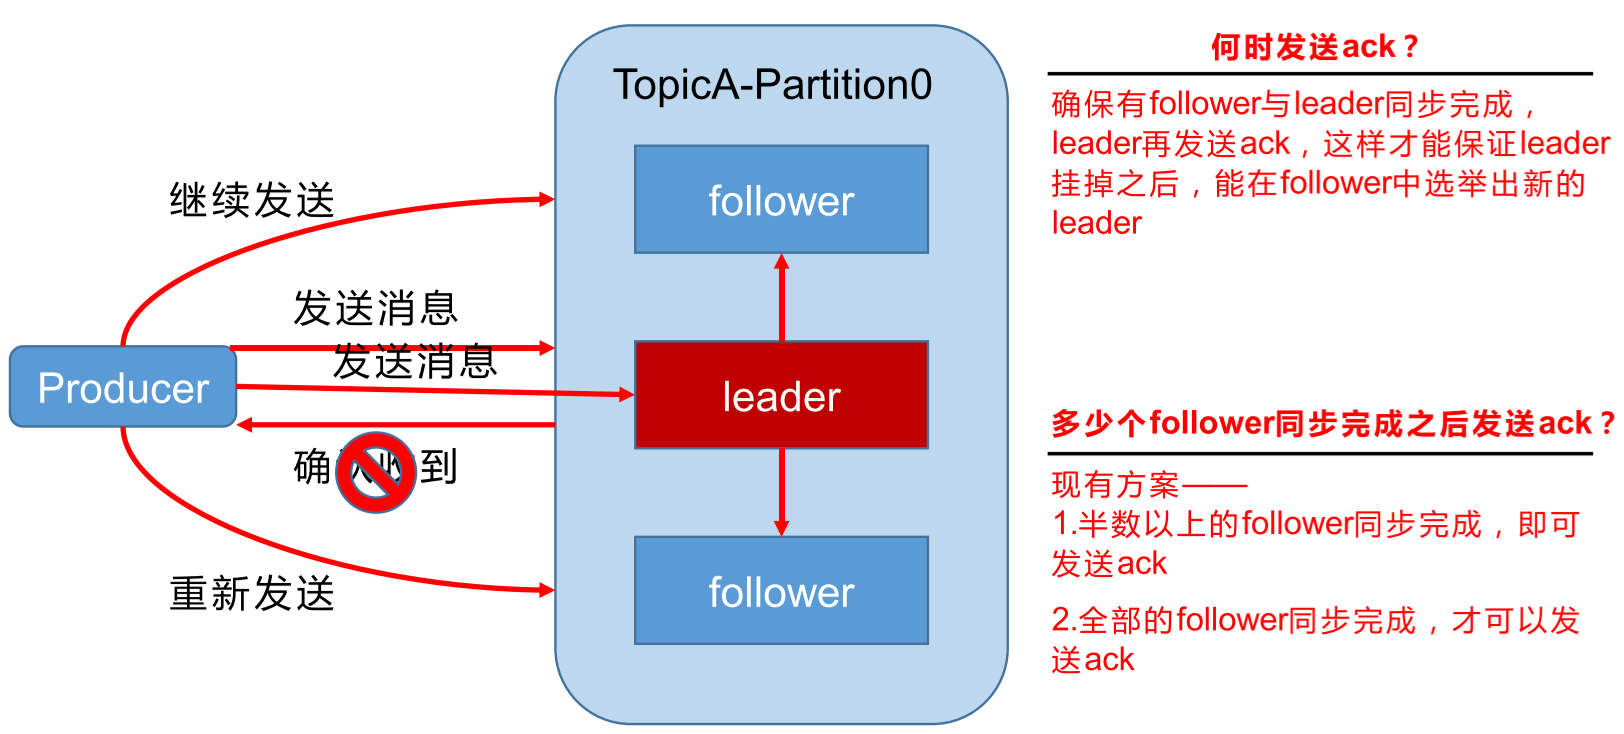 TopicA-Partition0
follower
leader
follower
Producer
继续发送
发送消息
发送消息
确认收到
重新发送
何时发送ack？
确保有follower与leader同步完成，
leader再发送ack，这样才能保证leader
挂掉之后，能在follower中选举出新的
leader
多少个follower同步完成之后发送ack？
现有方案——
1.半数以上的follower同步完成，即可
发送ack
2.全部的follower同步完成，才可以发
送ack